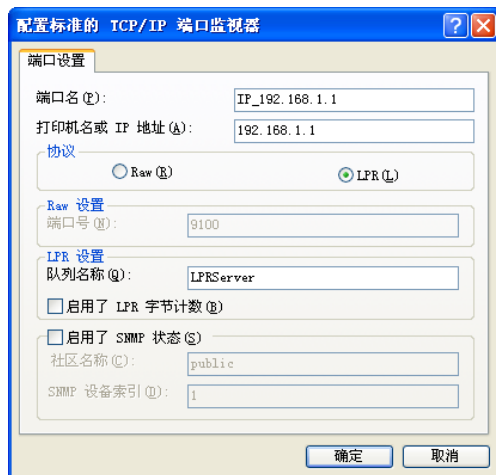 配置标准的 TCP/IP 端口监视器
端口设置
端口名(P): IP_192.168.1.1
打印机名或 IP 地址(A): 192.168.1.1
协议
Raw(R) LPR(L)
Raw 设置
端口号(N): 9100
LPR 设置
队列名称(Q): LPRServer
启用了 LPR 字节计数(B)
启用了 SNMP 状态(S)
社区名称(C): public
SNMP 设备索引(D): 1
确定 取消